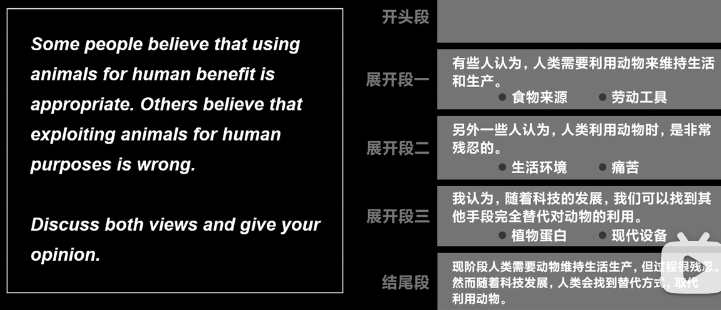 Some people believe that using
animals for human benefit is
appropriate. Others believe that
exploiting animals for human
purposes is wrong.
Discuss both views and give your
opinion.
开头段
展开段一
有些人认为，人类需要利用动物来维持生活
和生产。
● 食物来源 ● 劳动工具
展开段二
另外一些人认为，人类利用动物时，是非常
残忍的。
● 生活环境 ● 痛苦
展开段三
我认为，随着科技的发展，我们可以找到其
他手段完全替代对动物的利用。
● 植物蛋白 ● 现代设备
结尾段
现阶段人类需要动物维持生活生产，但过程很残忍。
然而随着科技发展，人类会找到替代方式，取代
利用动物。